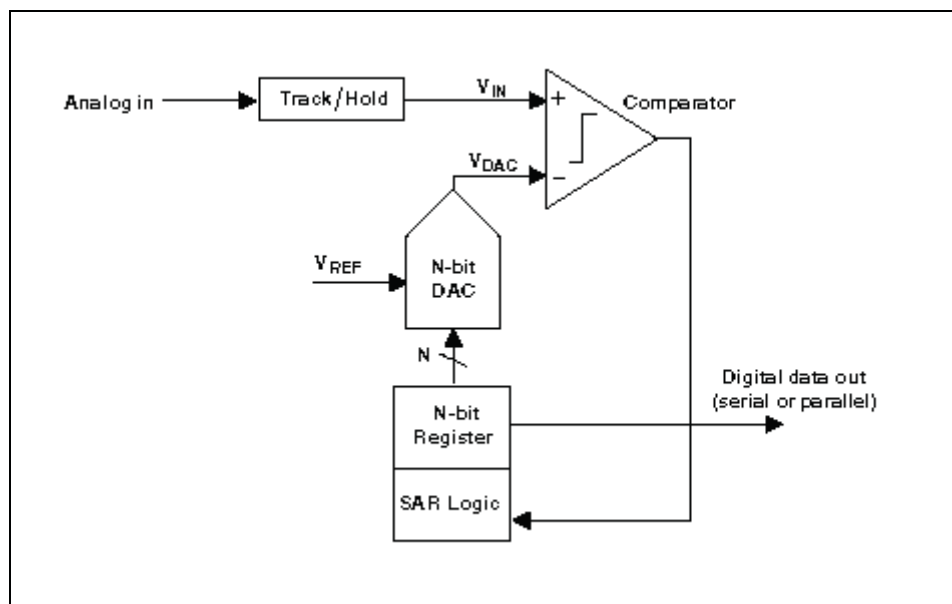 Analog in
Track/Hold
VIN
+
Comparator
VDAC
−
VREF
N-bit
DAC
N
Digital data out
(serial or parallel)
N-bit
Register
SAR Logic